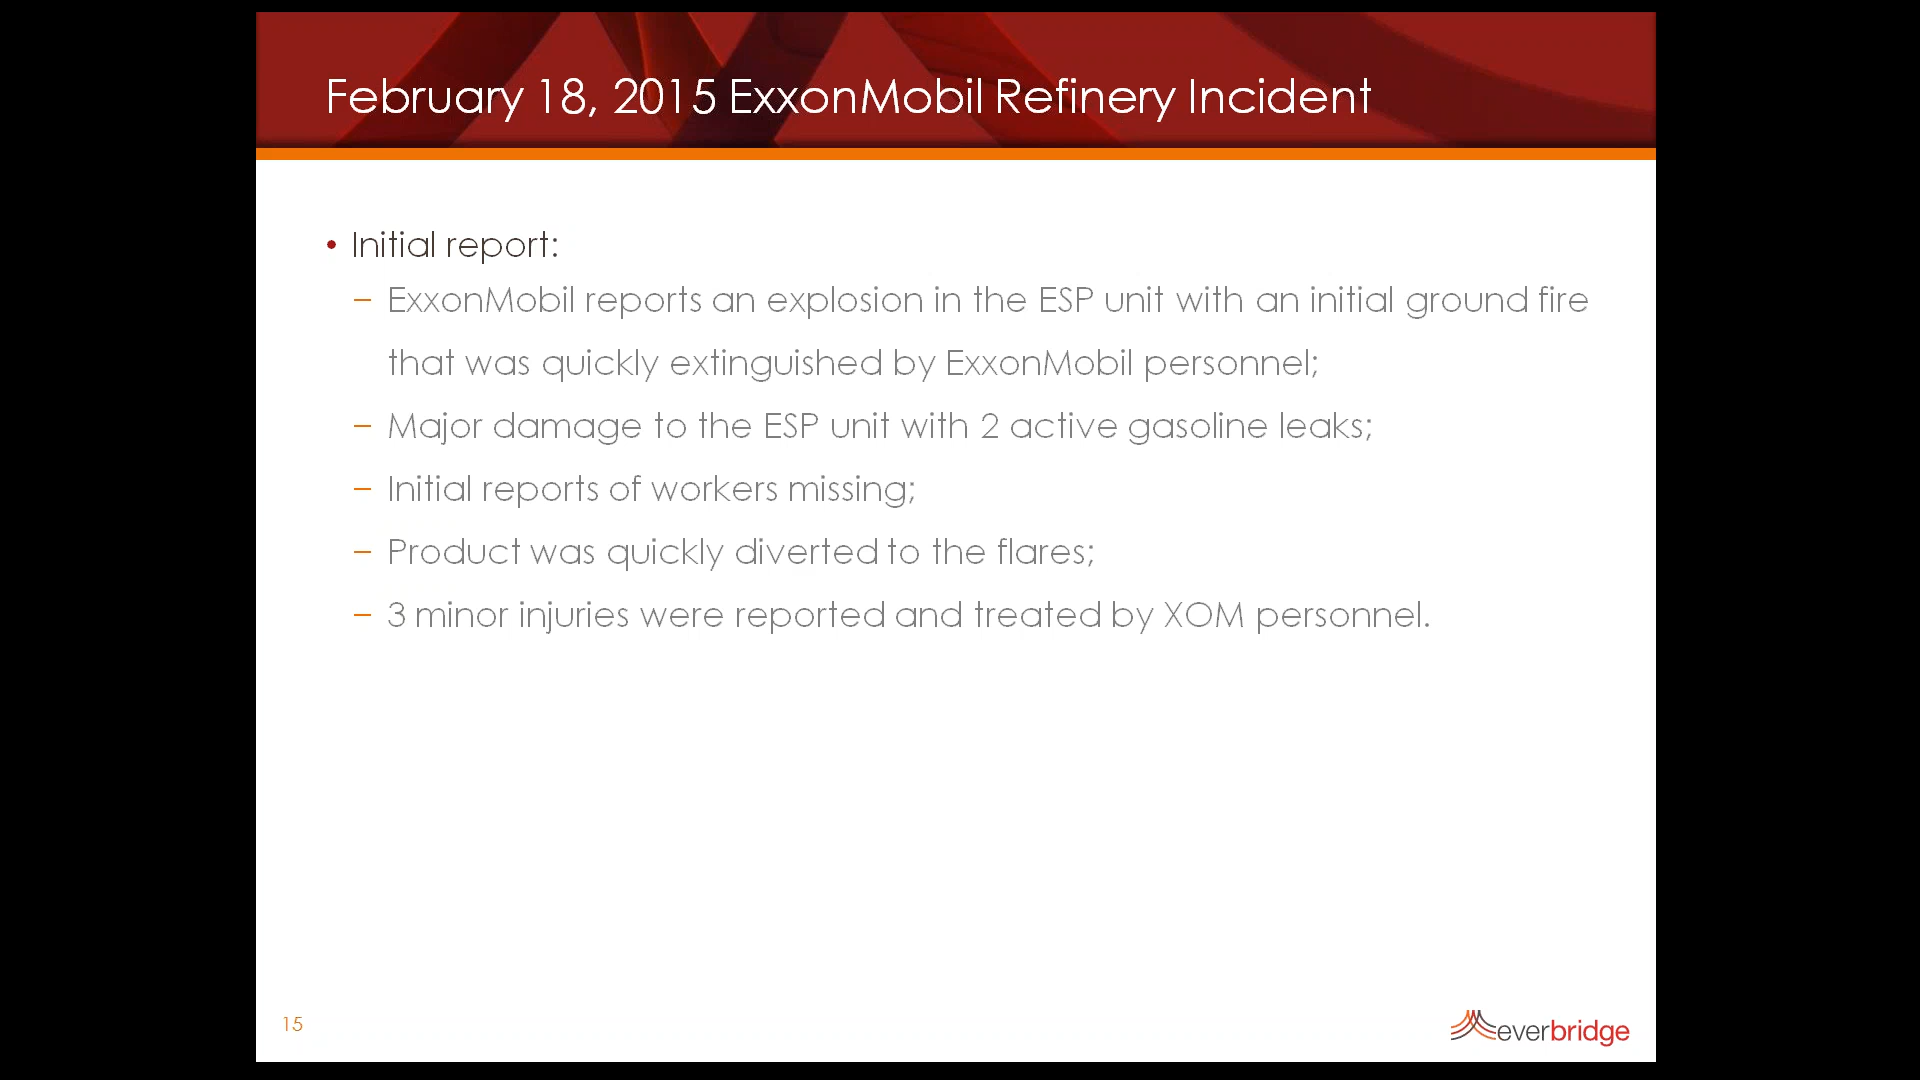 February 18, 2015 ExxonMobil Refinery Incident
• Initial report:
– ExxonMobil reports an explosion in the ESP unit with an initial ground fire
that was quickly extinguished by ExxonMobil personnel;
– Major damage to the ESP unit with 2 active gasoline leaks;
– Initial reports of workers missing;
– Product was quickly diverted to the flares;
– 3 minor injuries were reported and treated by XOM personnel.
15
everbridge